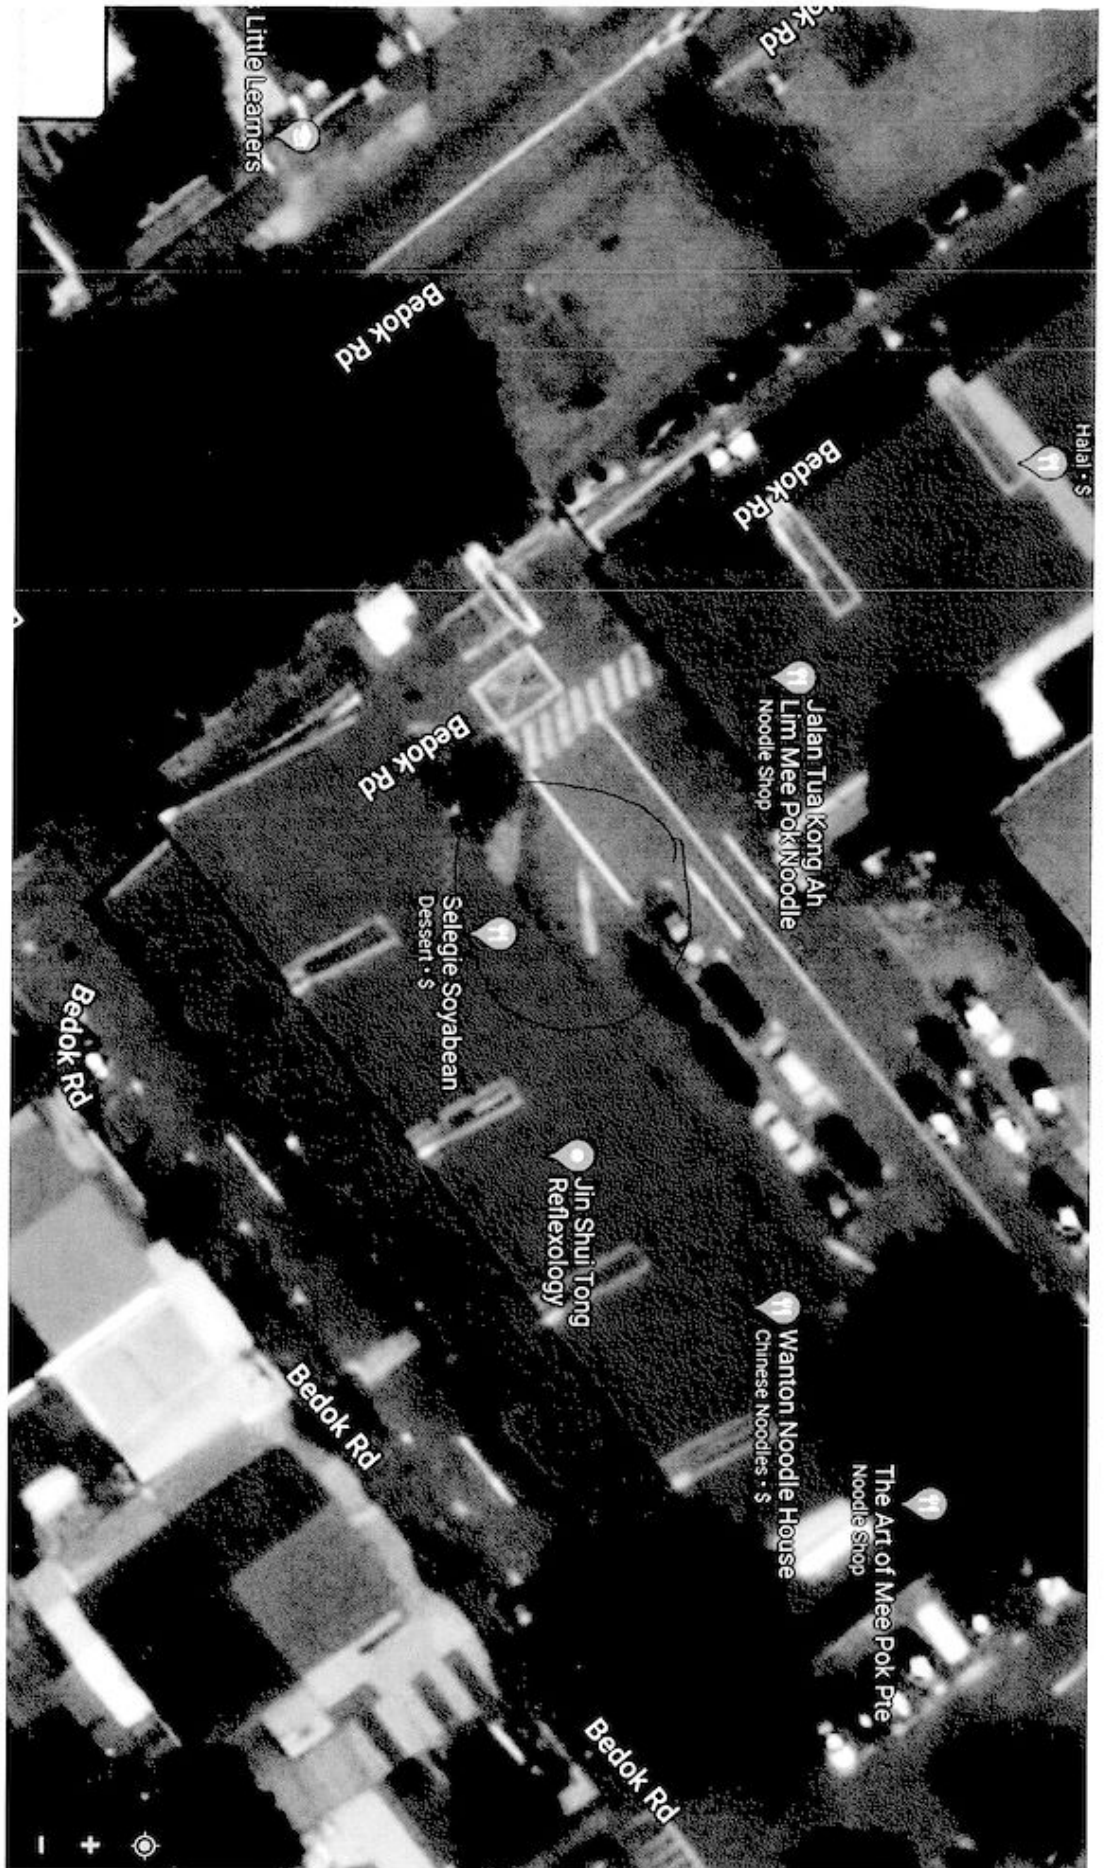 Little Learners
Bedok Rd
Bedok Rd
Halal · $
Bedok Rd
Jalan Tua Kong Ah
Lim Mee Pok Noodle
Noodle Shop
Bedok Rd
Selegie Soyabean
Dessert · $
Bedok Rd
Jin Shui Tong
Reflexology
Wanton Noodle House
Chinese Noodles · $
Bedok Rd
The Art of Mee Pok Pte
Noodle Shop
Bedok Rd